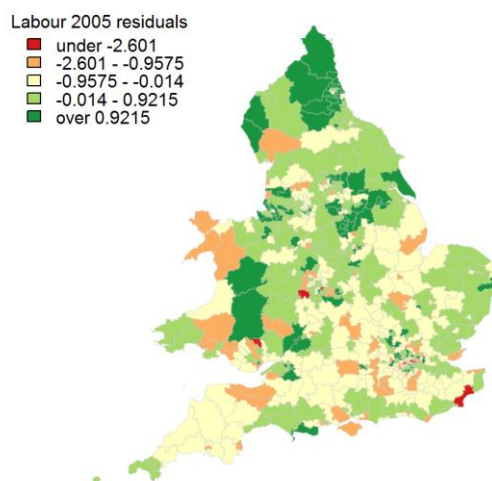 Labour 2005 residuals
under -2.601
-2.601 - -0.9575
-0.9575 - -0.014
-0.014 - 0.9215
over 0.9215